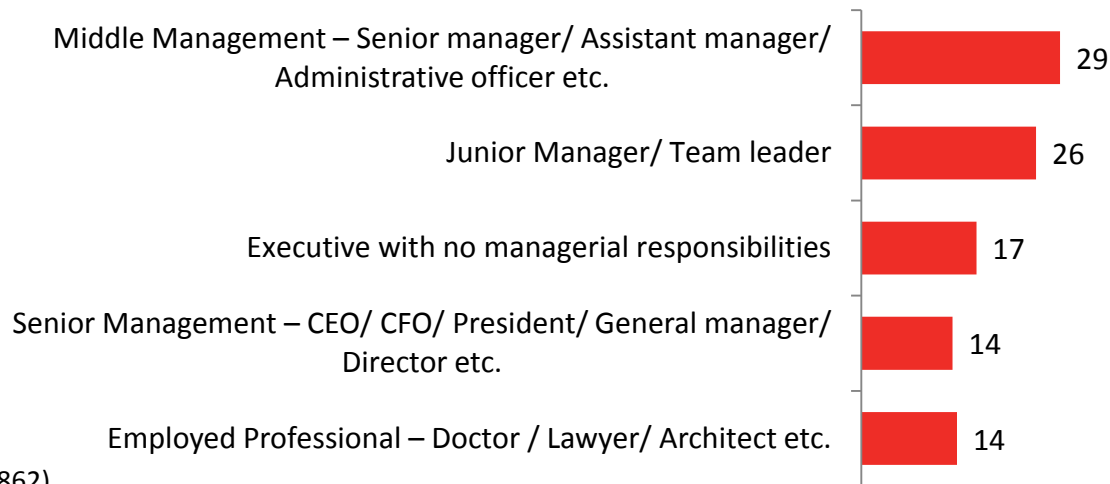 Middle Management – Senior manager/ Assistant manager/
Administrative officer etc.
29
Junior Manager/ Team leader
26
Executive with no managerial responsibilities
17
Senior Management – CEO/ CFO/ President/ General manager/
Director etc.
14
Employed Professional – Doctor / Lawyer/ Architect etc.
14
862)